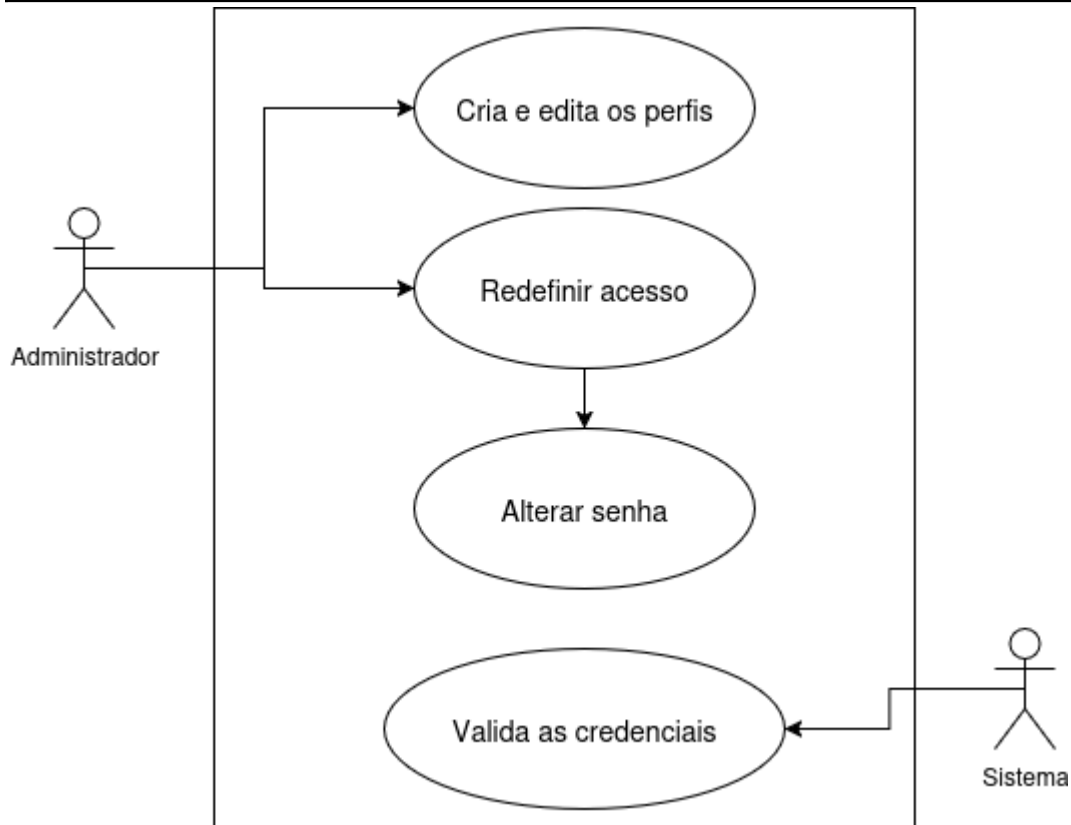 Cria e edita os perfis
Redefinir acesso
Administrador
Alterar senha
Valida as credenciais
Sistema